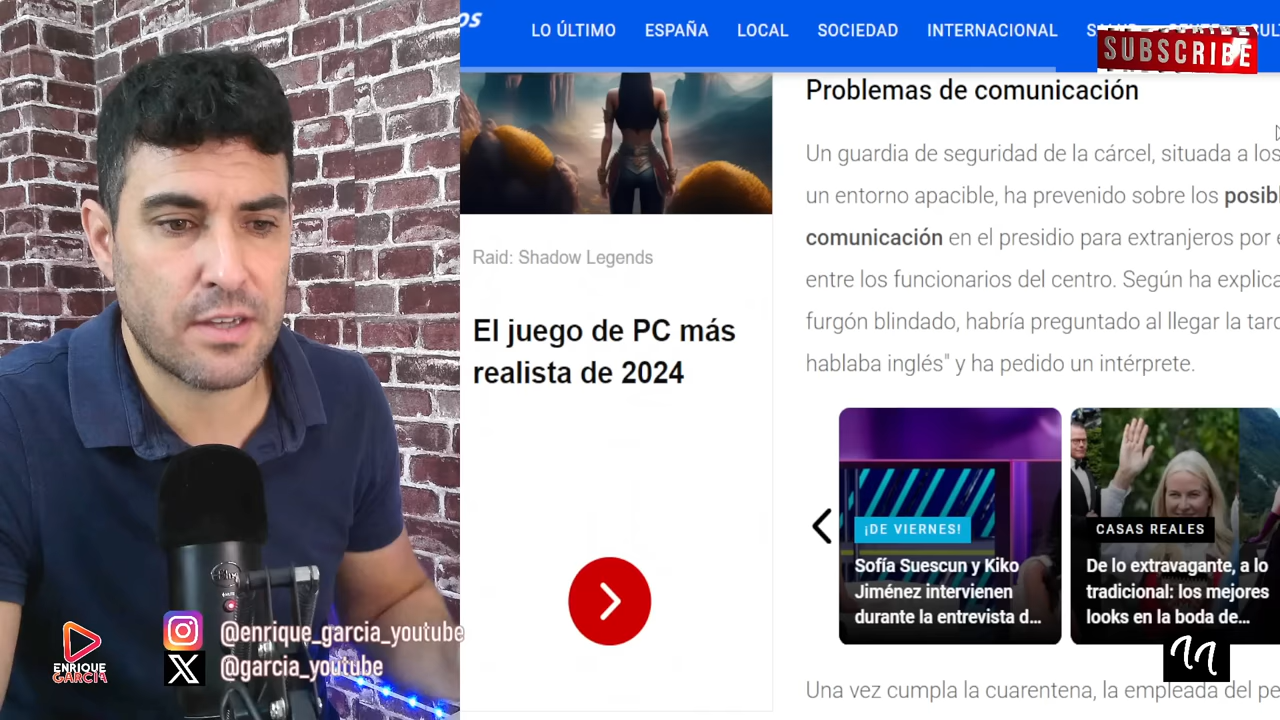 os
LO ÚLTIMO ESPAÑA LOCAL SOCIEDAD INTERNACIONAL
SUBSCRIBE
Problemas de comunicación
Un guardia de seguridad de la cárcel, situada a los
un entorno apacible, ha prevenido sobre los posib
comunicación en el presidio para extranjeros por e
entre los funcionarios del centro. Según ha explica
furgón blindado, habría preguntado al llegar la tard
hablaba inglés" y ha pedido un intérprete.
Raid: Shadow Legends
El juego de PC más
realista de 2024
¡DE VIERNES!
Sofía Suescun y Kiko
Jiménez intervienen
durante la entrevista d...
CASAS REALES
De lo extravagante, a lo
tradicional: los mejores
looks en la boda de...
Una vez cumpla la cuarentena, la empleada del pe
@enrique_garcia_youtube
@garcia_youtube
ENRIQUE
GARCIA